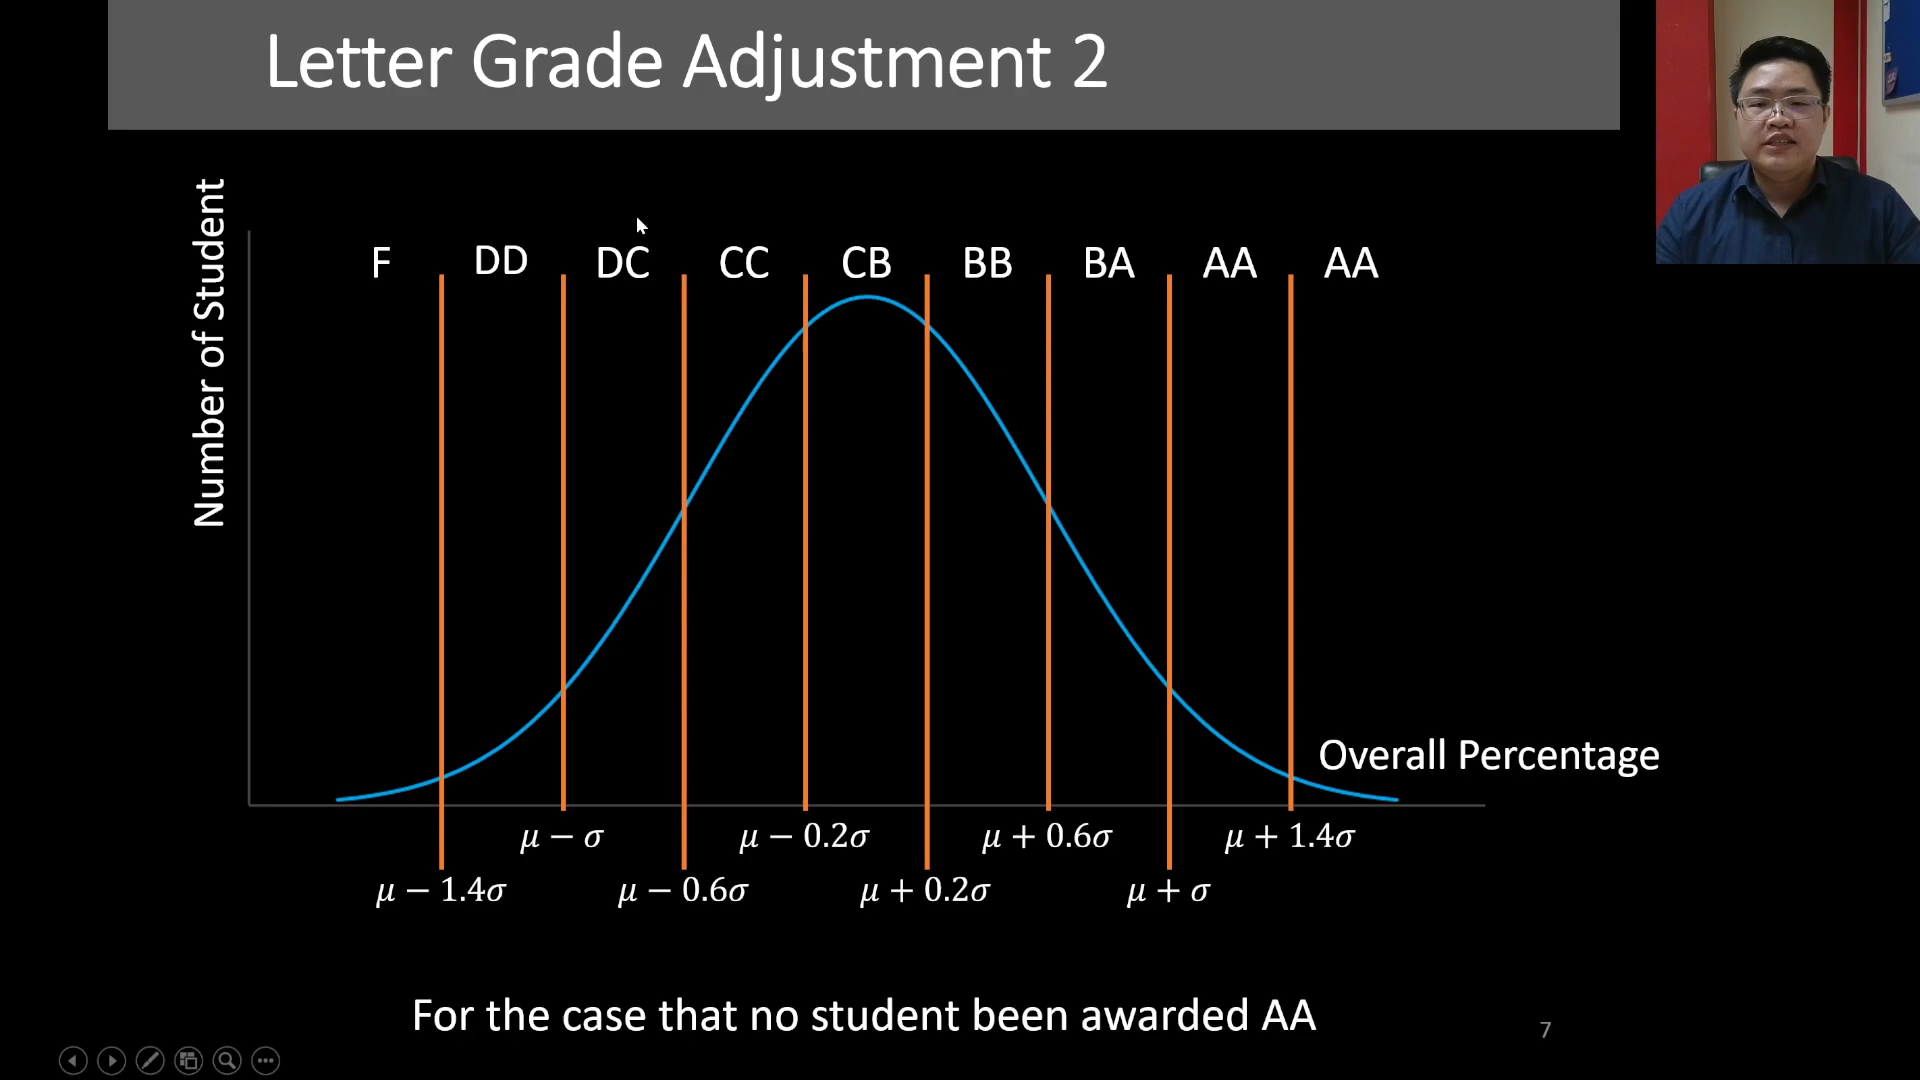 Letter Grade Adjustment 2
Number of Student
F DD DC CC CB BB BA AA AA
Overall Percentage
μ − σ μ − 0.2σ μ + 0.6σ μ + 1.4σ
μ − 1.4σ μ − 0.6σ μ + 0.2σ μ + σ
For the case that no student been awarded AA
7